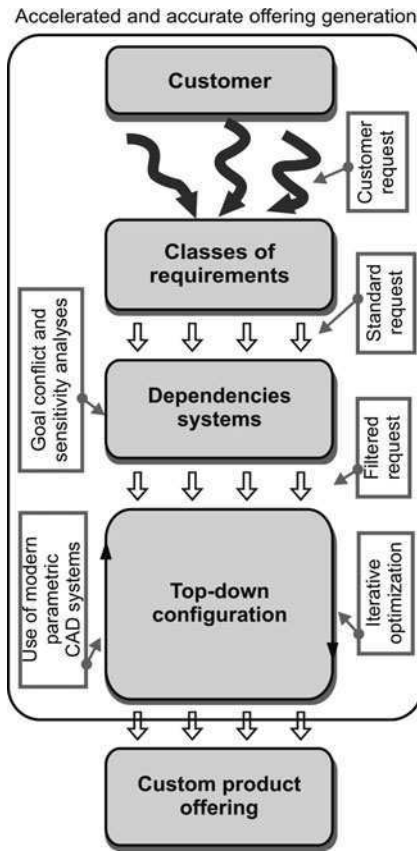 Accelerated and accurate offering generation
Customer
Customer
request
Classes of
requirements
Standard
request
Goal conflict and
sensitivity analyses
Dependencies
systems
Filtered
request
Use of modern
parametric
CAD systems
Top-down
configuration
Iterative
optimization
Custom product
offering